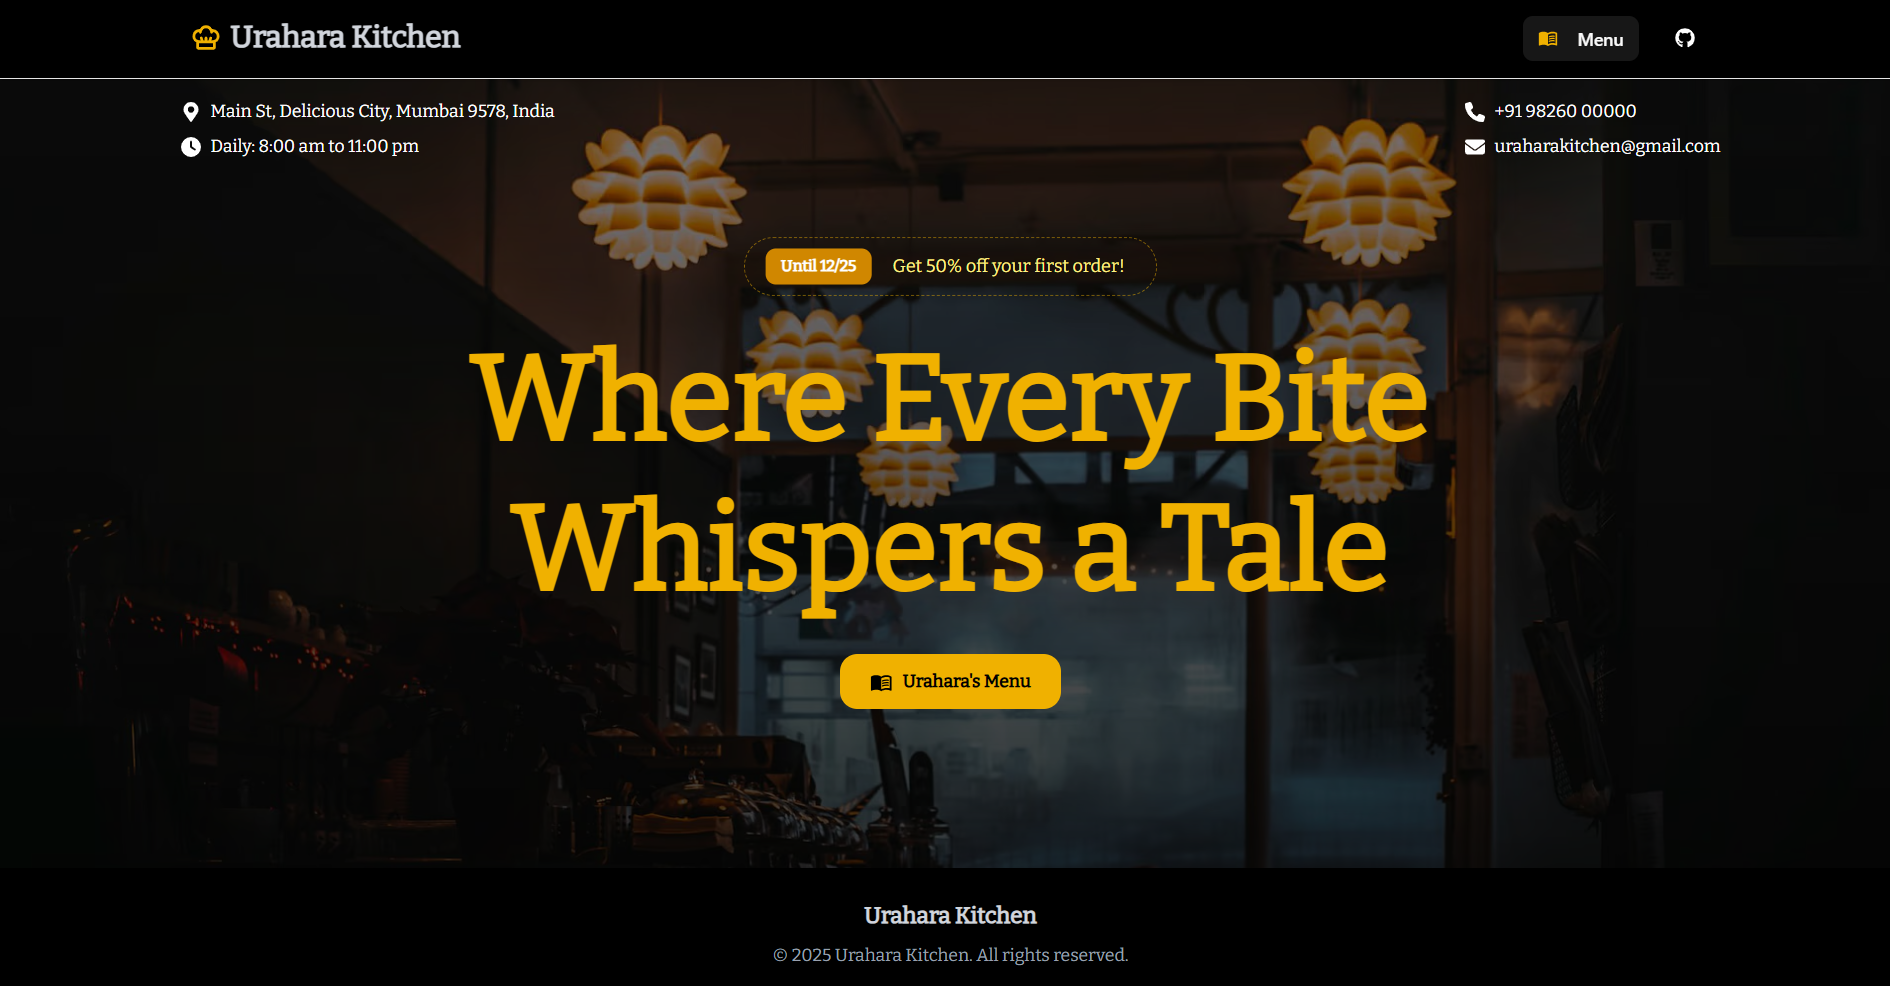 Urahara Kitchen
Menu
Main St, Delicious City, Mumbai 9578, India
+91 98260 00000
Daily: 8:00 am to 11:00 pm
uraharakitchen@gmail.com
Until 12/25 Get 50% off your first order!
Where Every Bite
Whispers a Tale
Urahara's Menu
Urahara Kitchen
© 2025 Urahara Kitchen. All rights reserved.